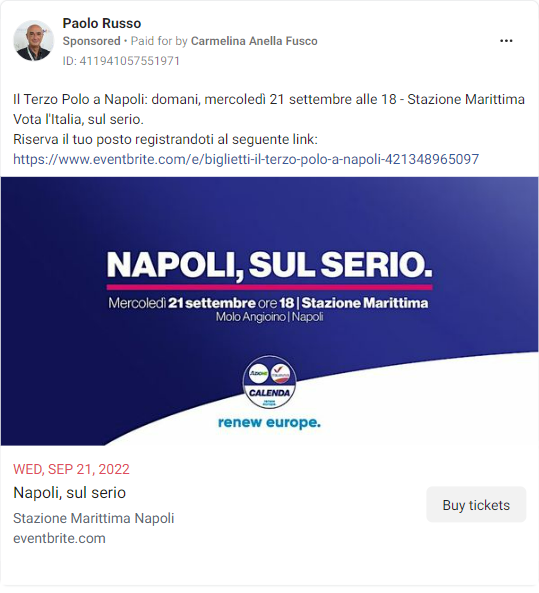 Paolo Russo
Sponsored • Paid for by Carmelina Anella Fusco
ID: 411941057551971
Il Terzo Polo a Napoli: domani, mercoledì 21 settembre alle 18 - Stazione Marittima
Vota l'Italia, sul serio.
Riserva il tuo posto registrandoti al seguente link:
https://www.eventbrite.com/e/biglietti-il-terzo-polo-a-napoli-421348965097
NAPOLI, SUL SERIO.
Mercoledì 21 settembre ore 18 | Stazione Marittima
Molo Angioino | Napoli
AZIONE
CALENDA
renew europe.
WED, SEP 21, 2022
Napoli, sul serio
Buy tickets
Stazione Marittima Napoli
eventbrite.com